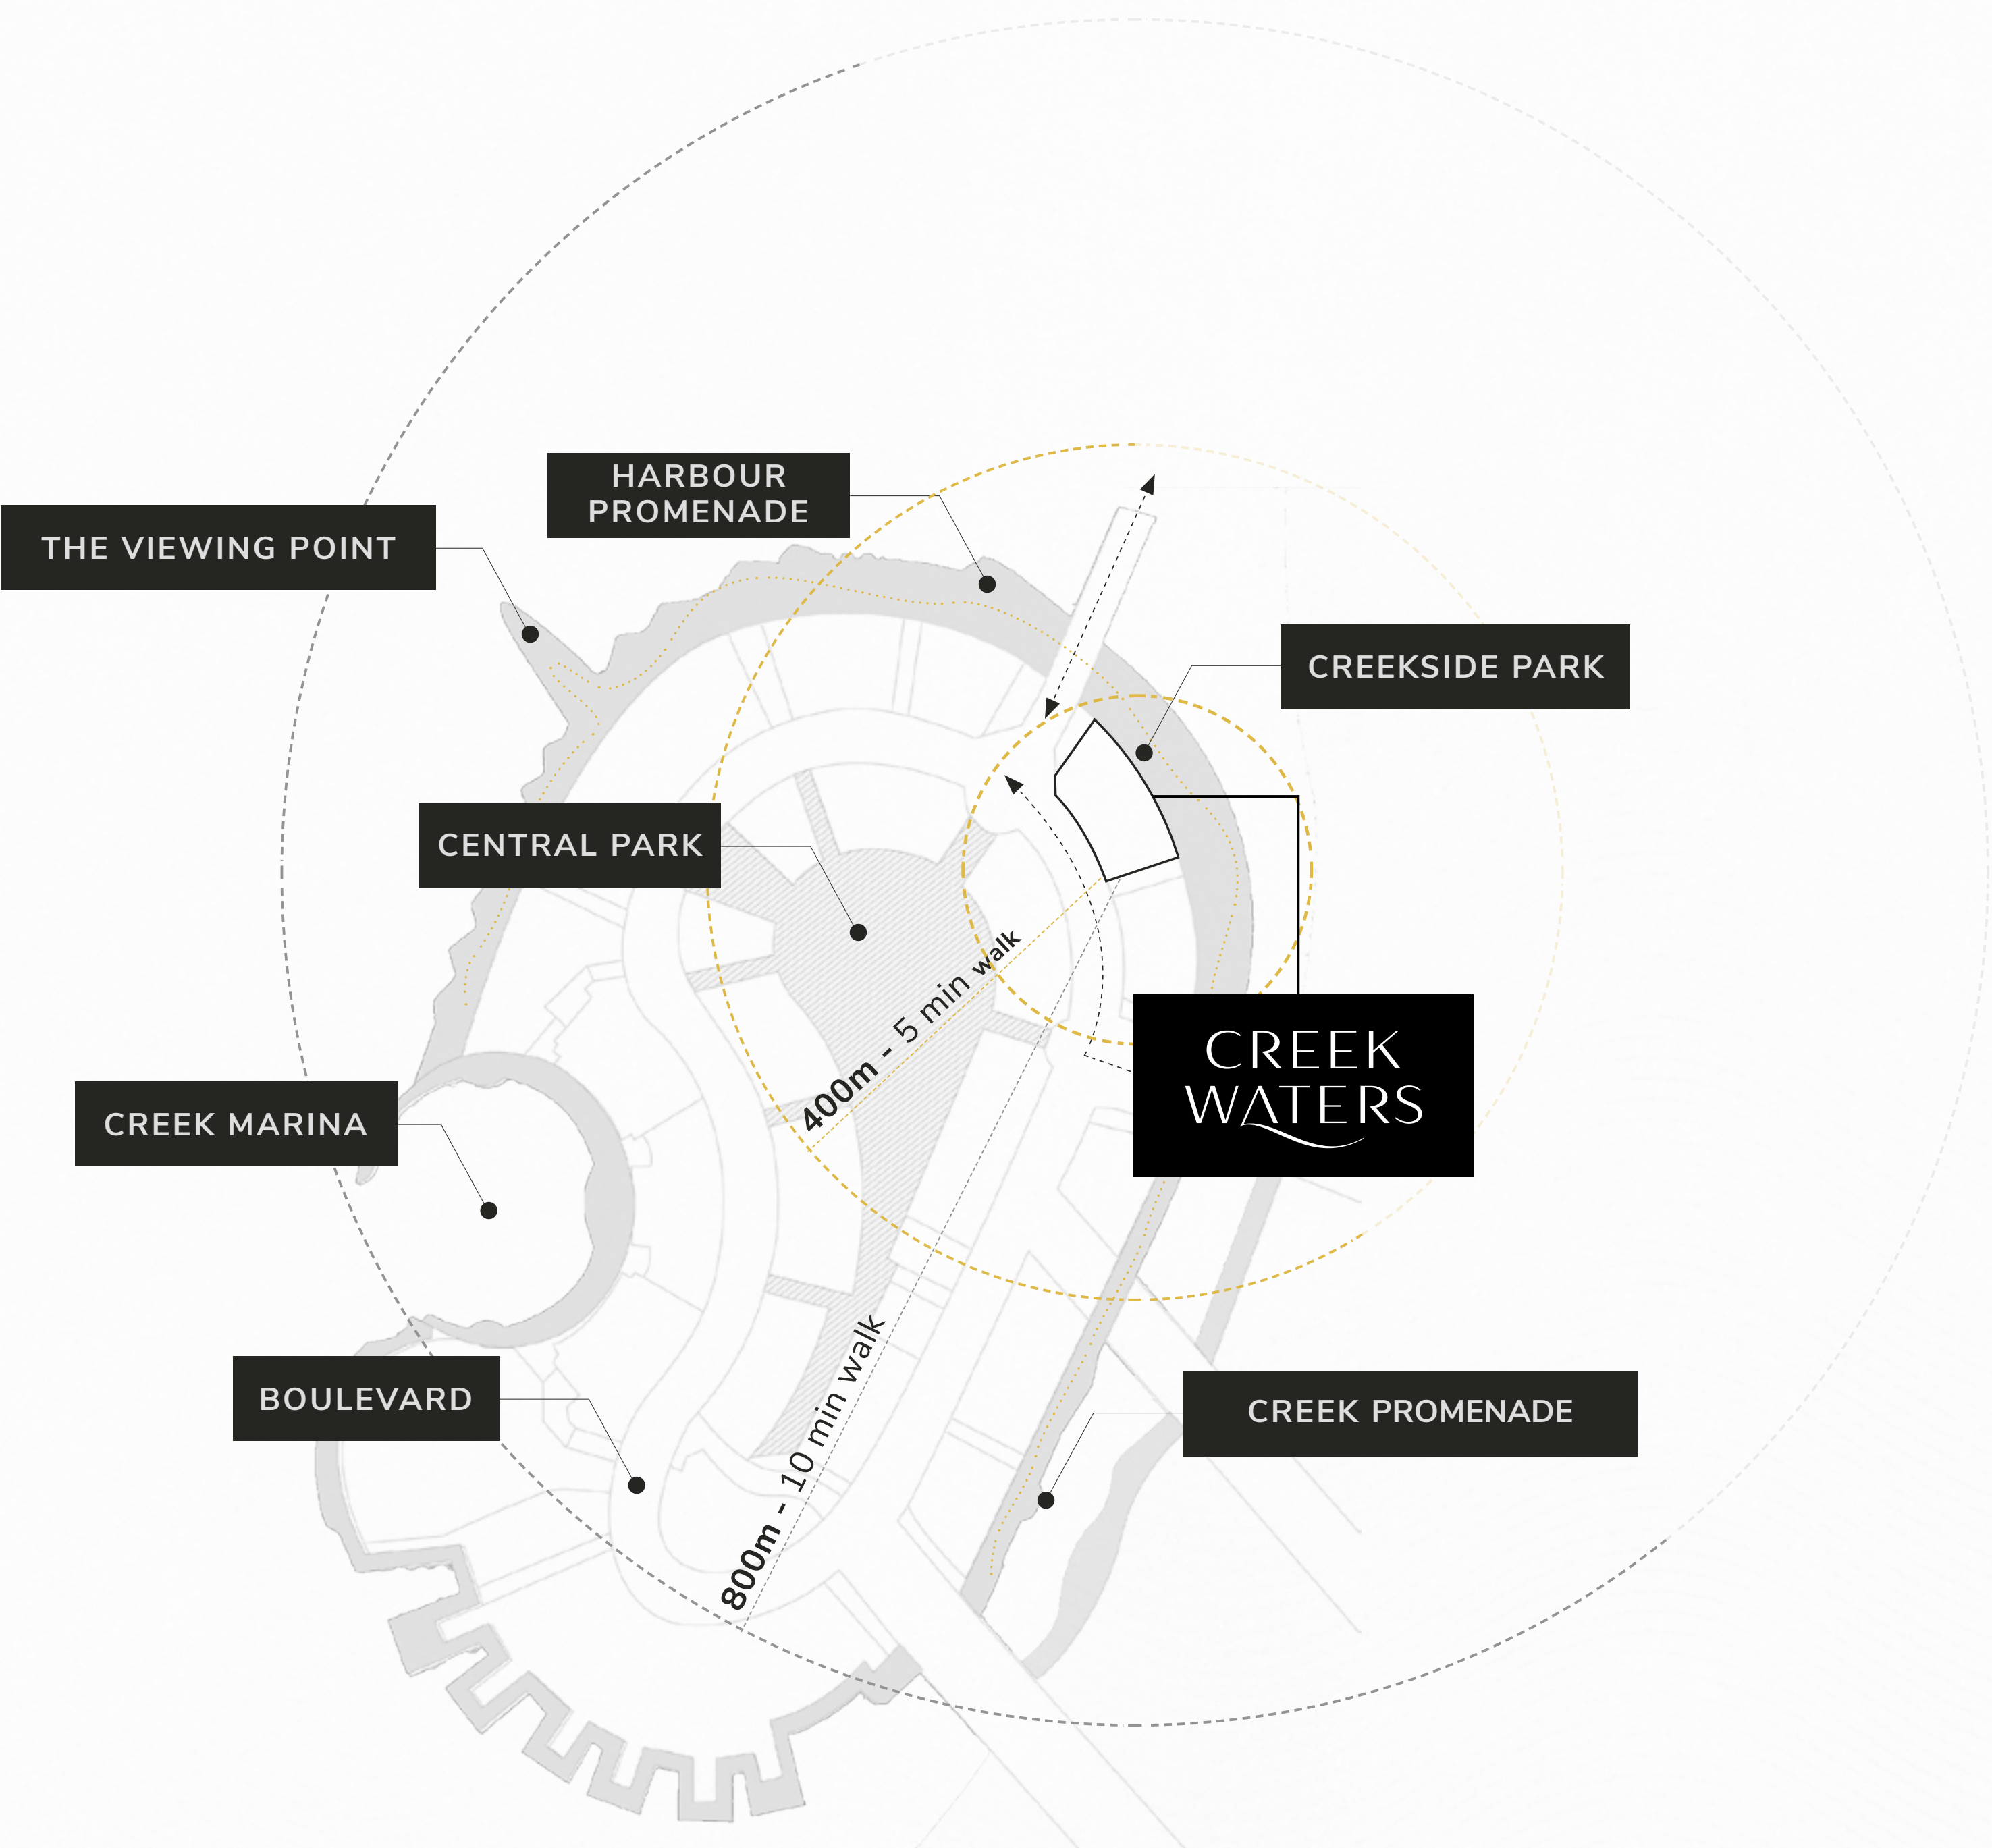 HARBOUR
PROMENADE
THE VIEWING POINT
CREEKSIDE PARK
CENTRAL PARK
400m - 5 min walk
CREEK
WATERS
CREEK MARINA
BOULEVARD
CREEK PROMENADE
800m - 10 min walk